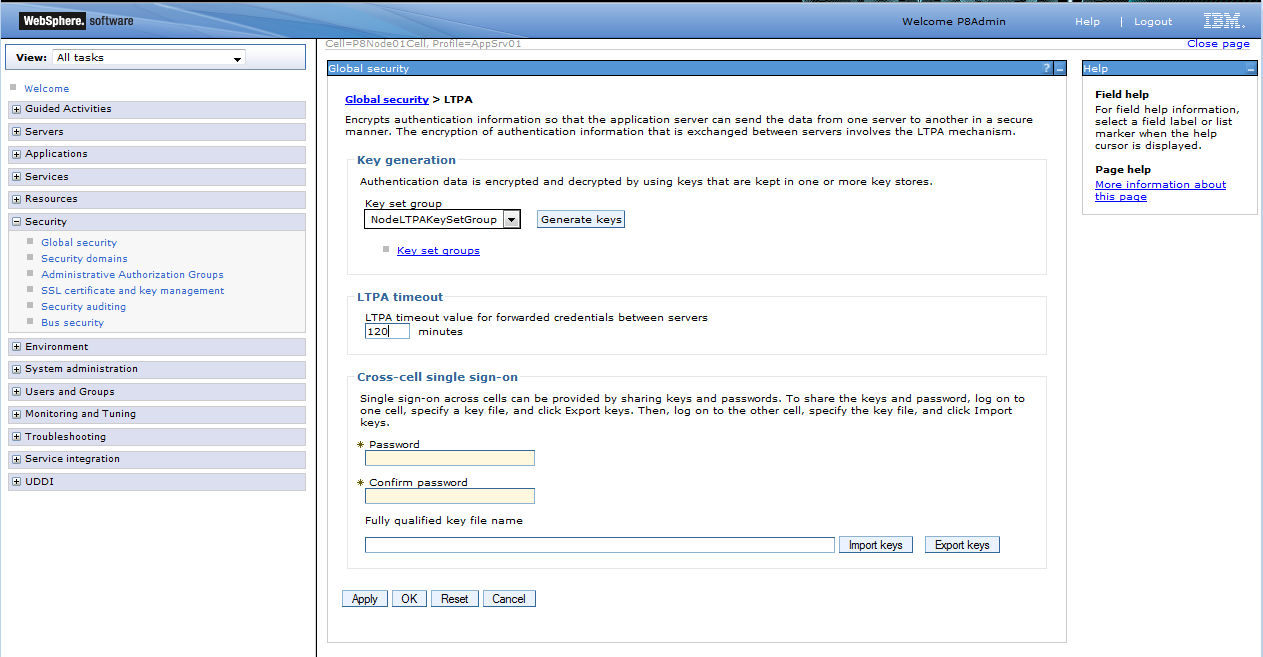 WebSphere. software
Welcome P8Admin
Help | Logout
IBM.
View: All tasks
Welcome
Guided Activities
Servers
Applications
Services
Resources
Security
Global security
Security domains
Administrative Authorization Groups
SSL certificate and key management
Security auditing
Bus security
Environment
System administration
Users and Groups
Monitoring and Tuning
Troubleshooting
Service integration
UDDI
Cell=P8Node01Cell, Profile=AppSrv01
Close page
Global security
?
Global security > LTPA
Encrypts authentication information so that the application server can send the data from one server to another in a secure
manner. The encryption of authentication information that is exchanged between servers involves the LTPA mechanism.
Key generation
Authentication data is encrypted and decrypted by using keys that are kept in one or more key stores.
Key set group
NodeLTPAKeySetGroup
Generate keys
Key set groups
LTPA timeout
LTPA timeout value for forwarded credentials between servers
120 minutes
Cross-cell single sign-on
Single sign-on across cells can be provided by sharing keys and passwords. To share the keys and password, log on to
one cell, specify a key file, and click Export keys. Then, log on to the other cell, specify the key file, and click Import
keys.
* Password
* Confirm password
Fully qualified key file name
Import keys
Export keys
Apply
OK
Reset
Cancel
Help
Field help
For field help information,
select a field label or list
marker when the help
cursor is displayed.
Page help
More information about
this page